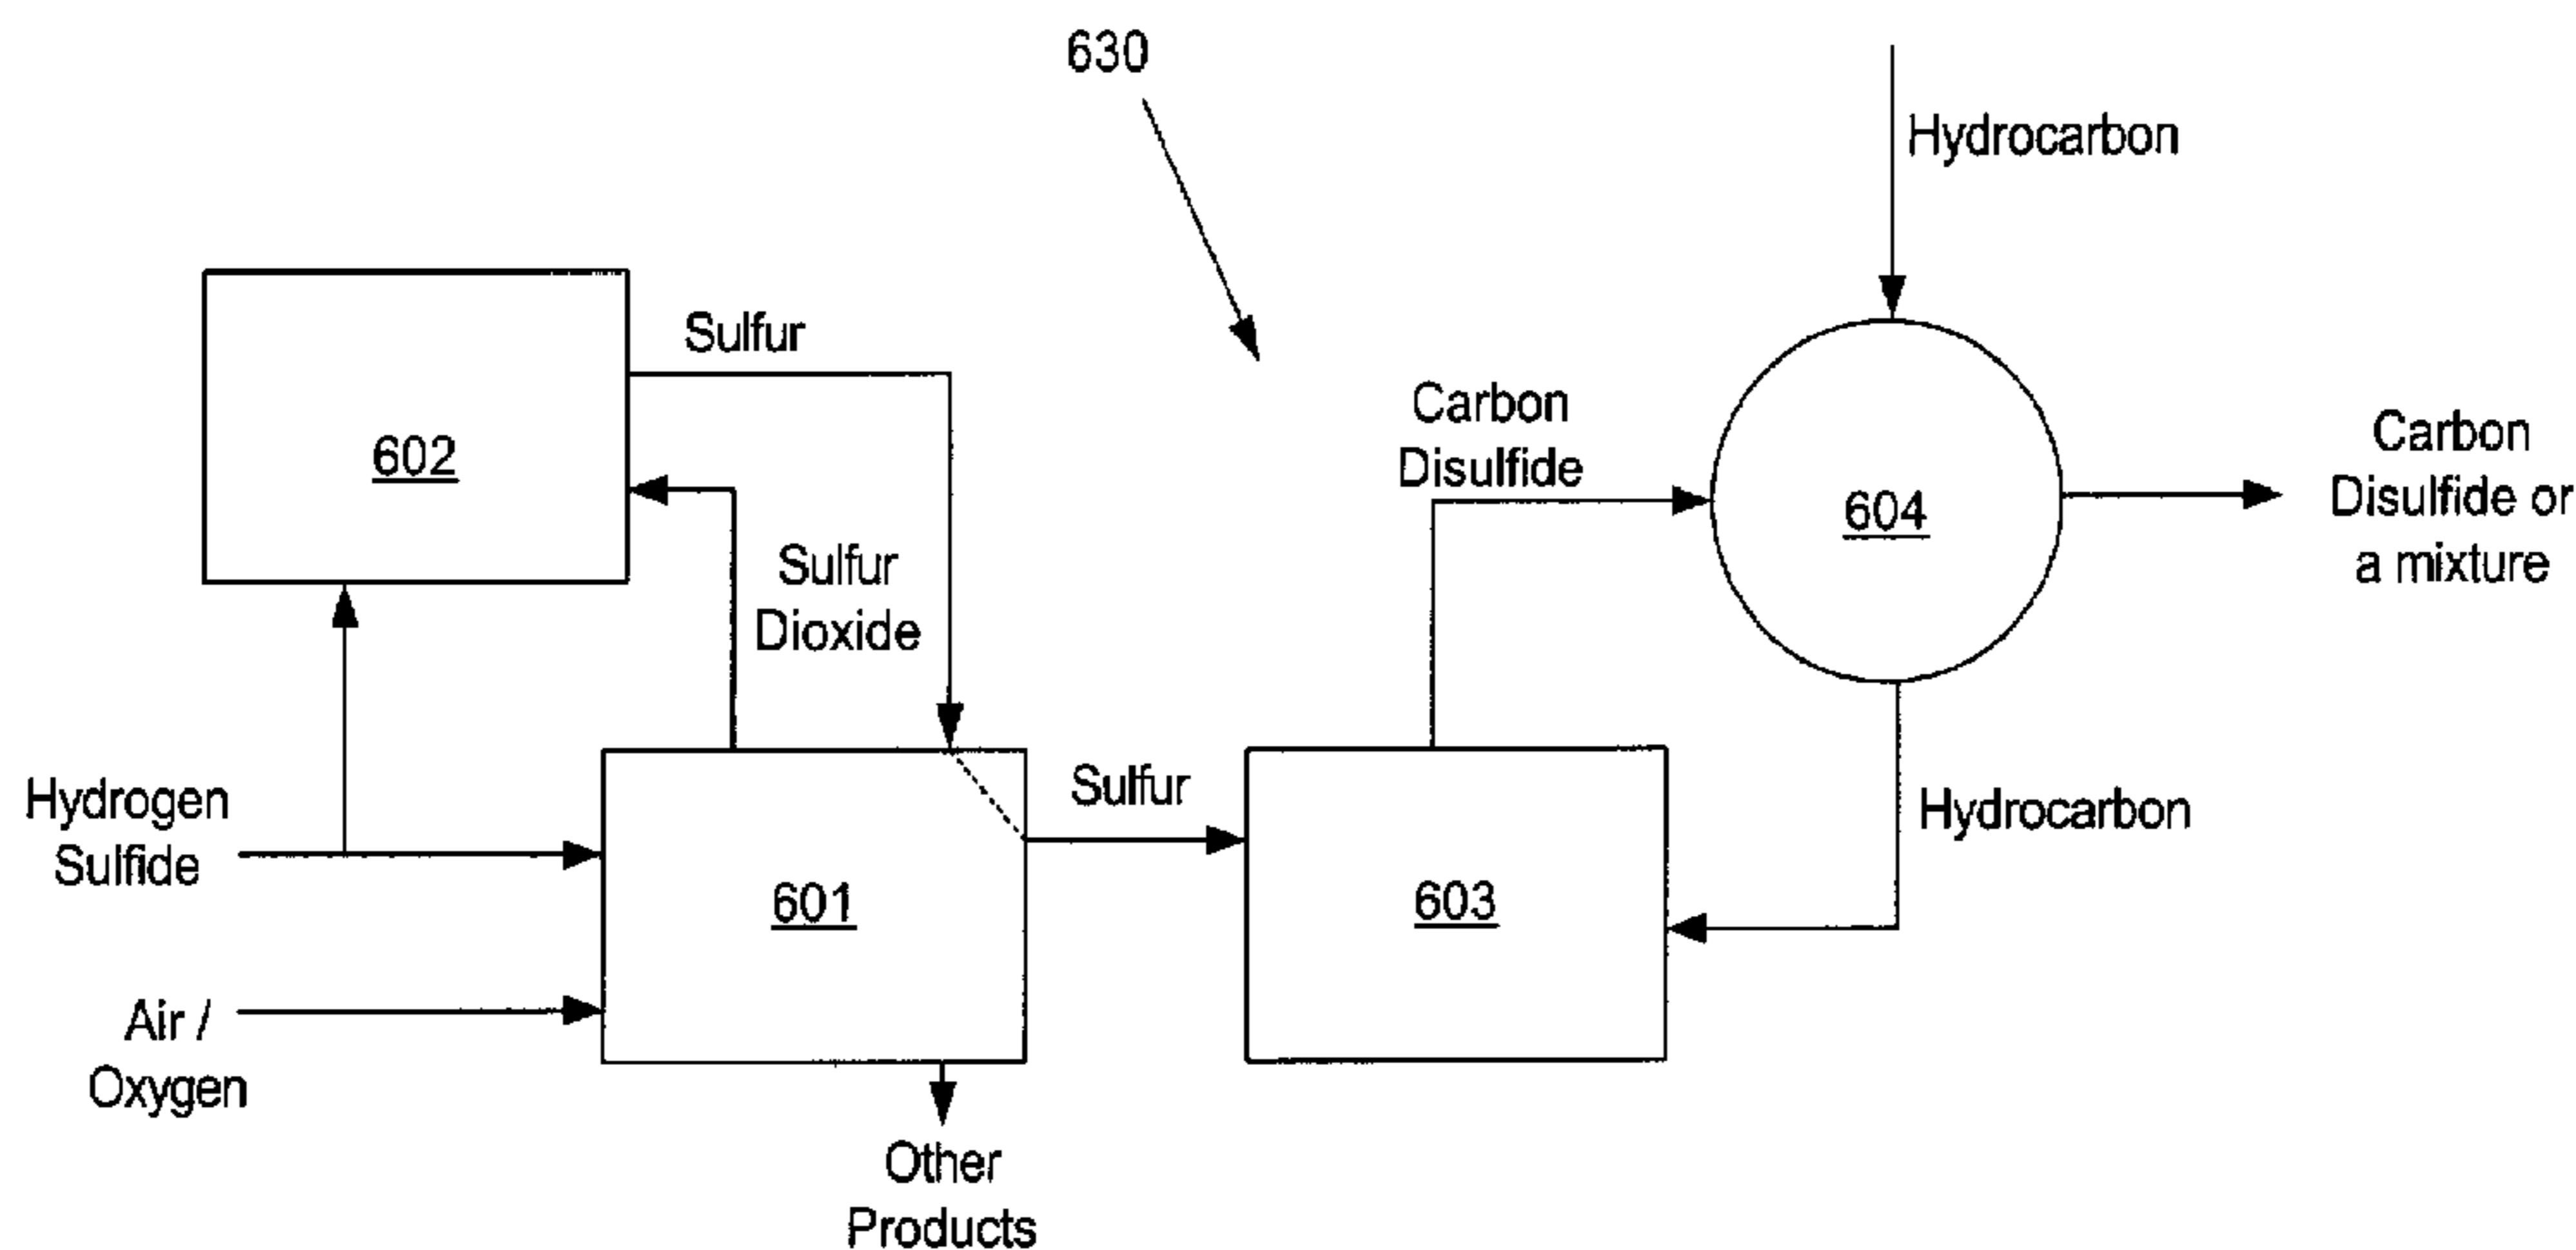 630
Hydrocarbon
Sulfur
602
Carbon
Disulfide
604
Carbon
Disulfide or
a mixture
Sulfur
Dioxide
Hydrogen
Sulfide
Sulfur
Hydrocarbon
601
603
Air /
Oxygen
Other
Products